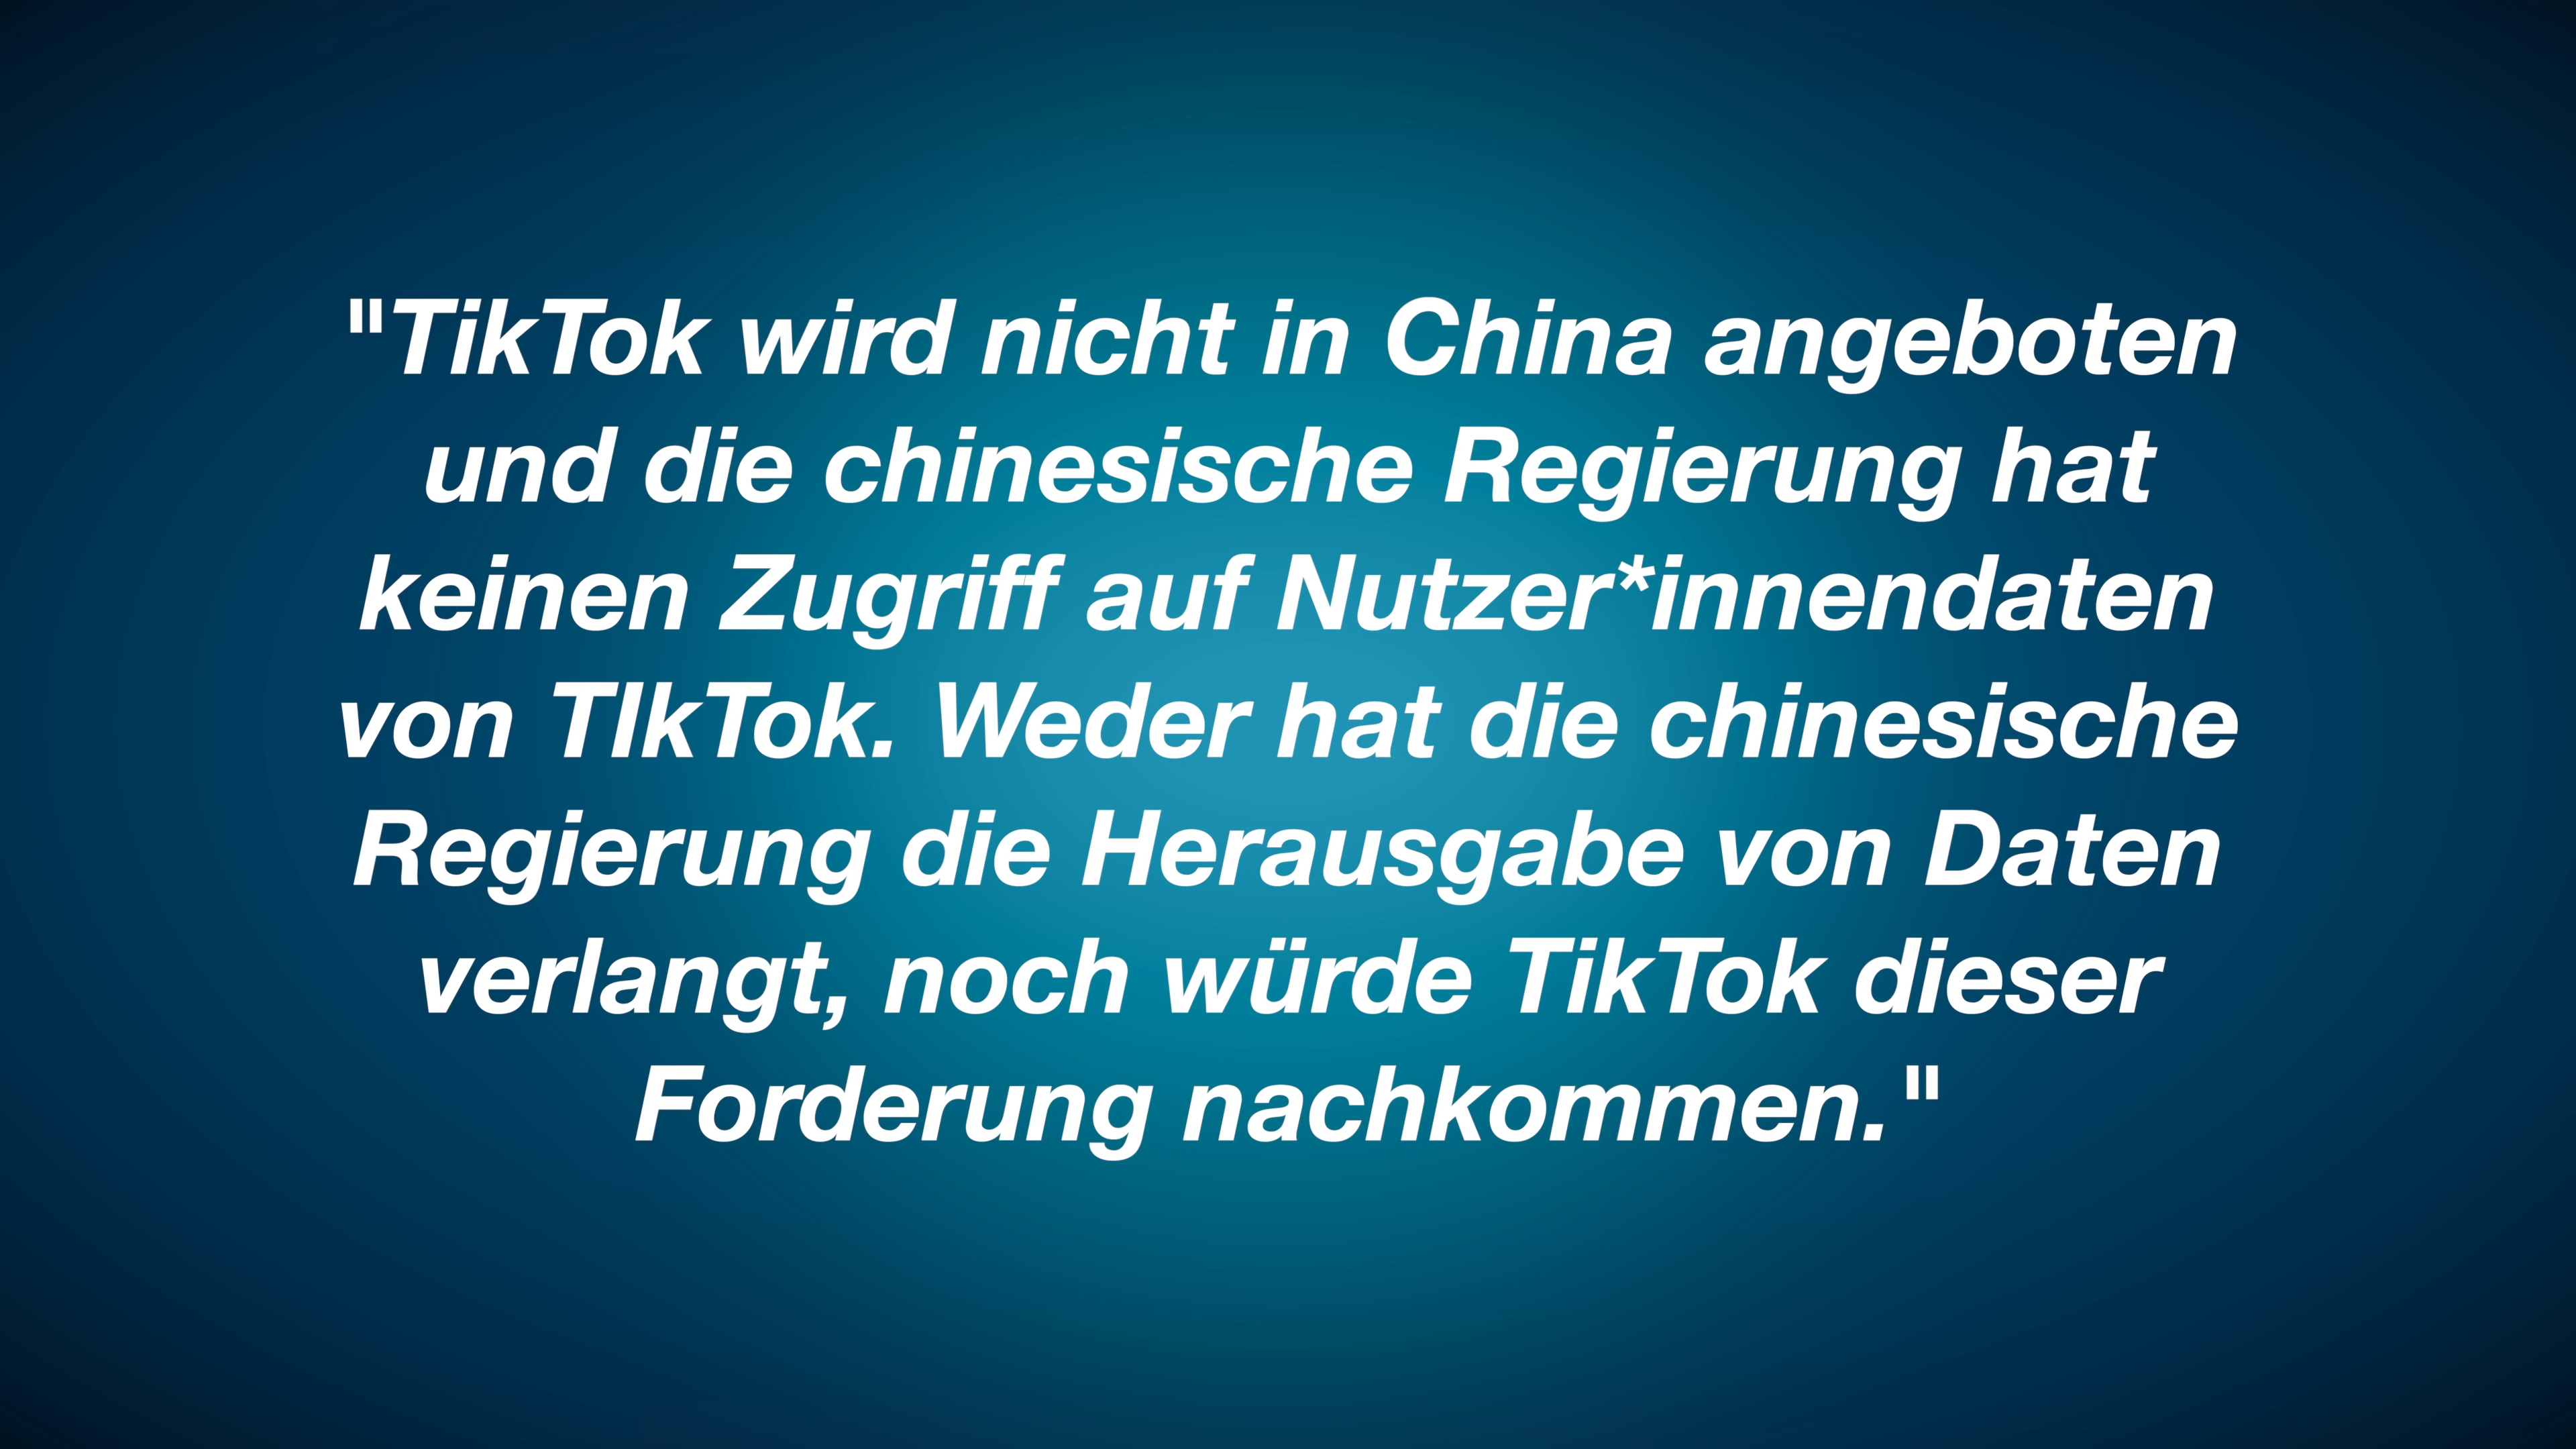 "TikTok wird nicht in China angeboten
und die chinesische Regierung hat
keinen Zugriff auf Nutzer*innendaten
von TIkTok. Weder hat die chinesische
Regierung die Herausgabe von Daten
verlangt, noch würde TikTok dieser
Forderung nachkommen."